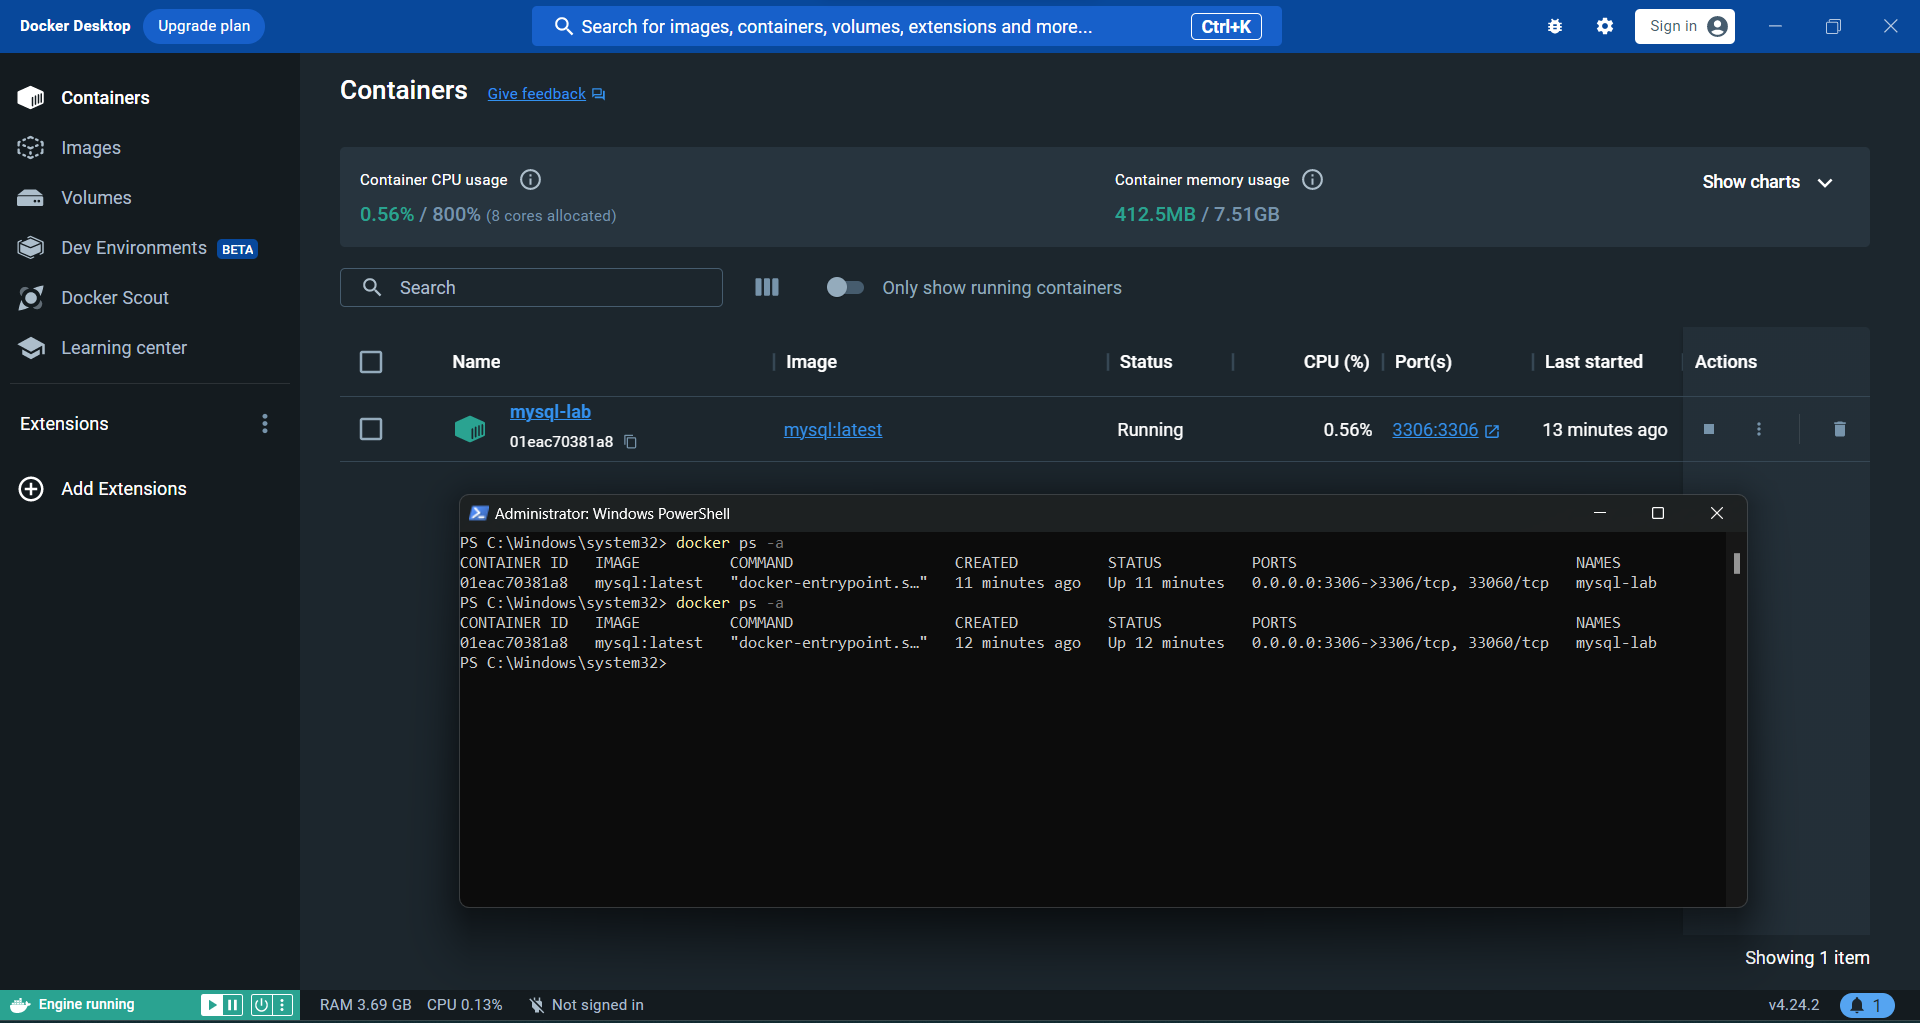 Docker Desktop Upgrade plan Search for images, containers, volumes, extensions and more... Ctrl+K Sign in
Containers
Images
Volumes
Dev Environments BETA
Docker Scout
Learning center
Extensions
Add Extensions
Containers Give feedback
Container CPU usage
0.56% / 800% (8 cores allocated)
Container memory usage
412.5MB / 7.51GB
Show charts
Search
Only show running containers
Name Image Status CPU (%) Port(s) Last started Actions
mysql-lab
01eac70381a8
mysql:latest Running 0.56% 3306:3306 13 minutes ago
Administrator: Windows PowerShell
PS C:\Windows\system32> docker ps -a
CONTAINER ID IMAGE COMMAND CREATED STATUS PORTS NAMES
01eac70381a8 mysql:latest "docker-entrypoint.s…" 11 minutes ago Up 11 minutes 0.0.0.0:3306->3306/tcp, 33060/tcp mysql-lab
PS C:\Windows\system32> docker ps -a
CONTAINER ID IMAGE COMMAND CREATED STATUS PORTS NAMES
01eac70381a8 mysql:latest "docker-entrypoint.s…" 12 minutes ago Up 12 minutes 0.0.0.0:3306->3306/tcp, 33060/tcp mysql-lab
PS C:\Windows\system32>
Showing 1 item
Engine running RAM 3.69 GB CPU 0.13% Not signed in v4.24.2 1